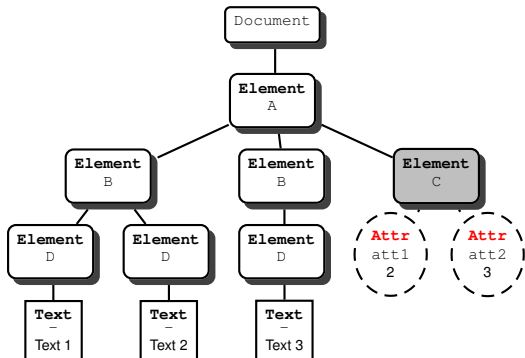 Document
Element
A
Element
B
Element
B
Element
C
Element
D
Element
D
Element
D
Attr
att1
2
Attr
att2
3
Text
–
Text 1
Text
–
Text 2
Text
–
Text 3